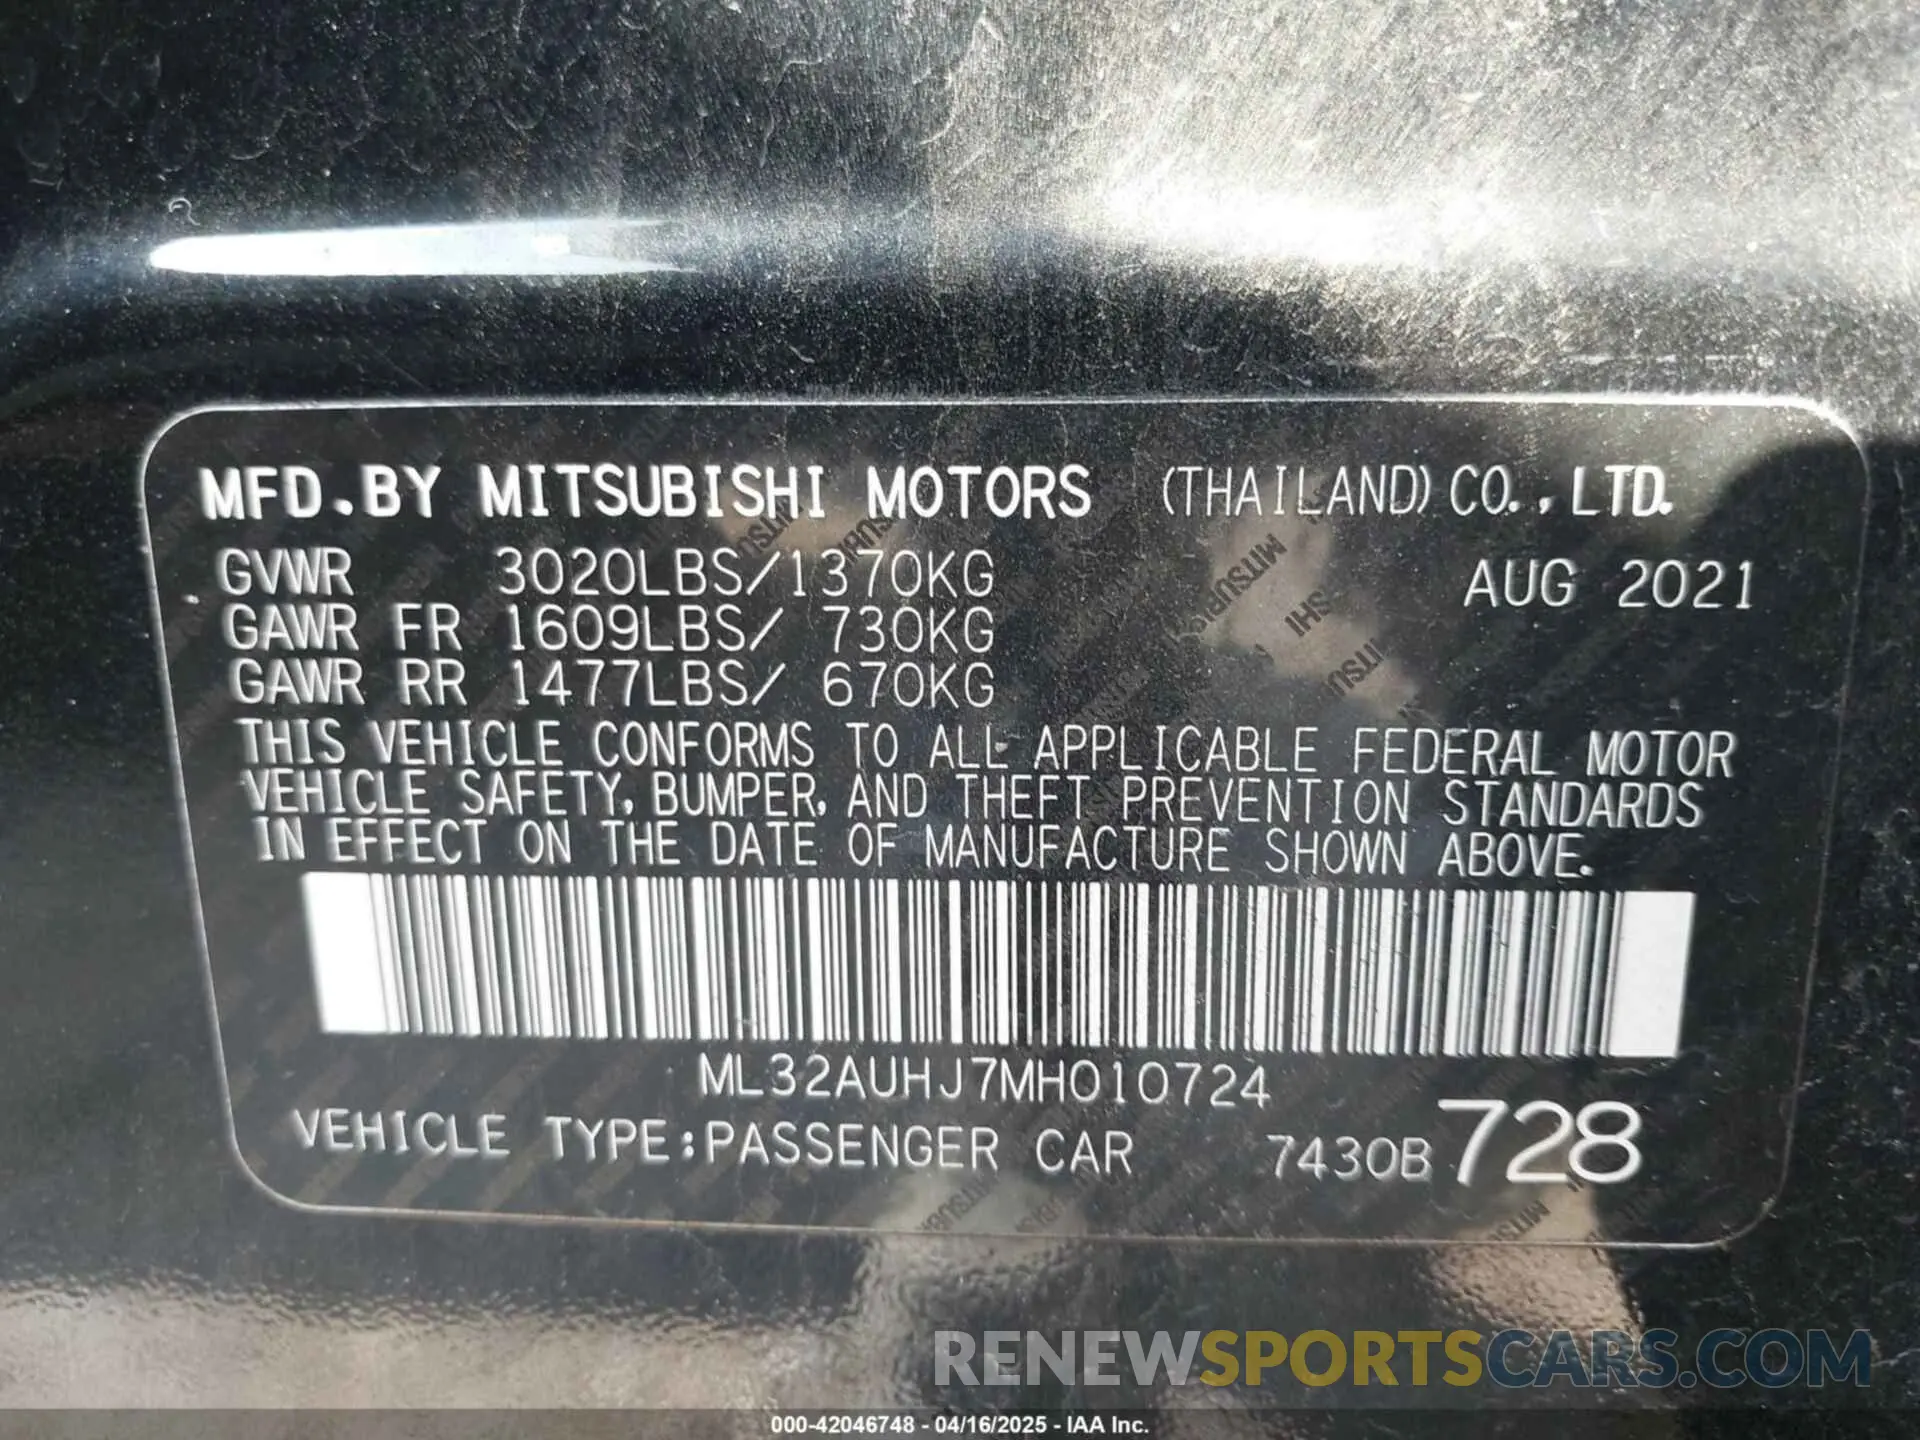 MFD.BY MITSUBISHI MOTORS (THAILAND) CO.,LTD.
GVWR 3020LBS/1370KG AUG 2021
GAWR FR 1609LBS/ 730KG
GAWR RR 1477LBS/ 670KG
THIS VEHICLE CONFORMS TO ALL APPLICABLE FEDERAL MOTOR
VEHICLE SAFETY, BUMPER, AND THEFT PREVENTION STANDARDS
IN EFFECT ON THE DATE OF MANUFACTURE SHOWN ABOVE.
ML32AUHJ7MH010724
VEHICLE TYPE:PASSENGER CAR 7430B728
RENEWSPORTSCARS.COM
000-42046748 - 04/16/2025 - IAA Inc.